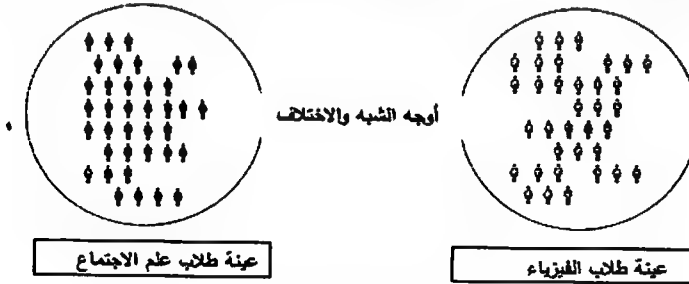 أوجه الشبه والاختلاف
عينة طلاب الفيزياء
عينة طلاب علم الاجتماع